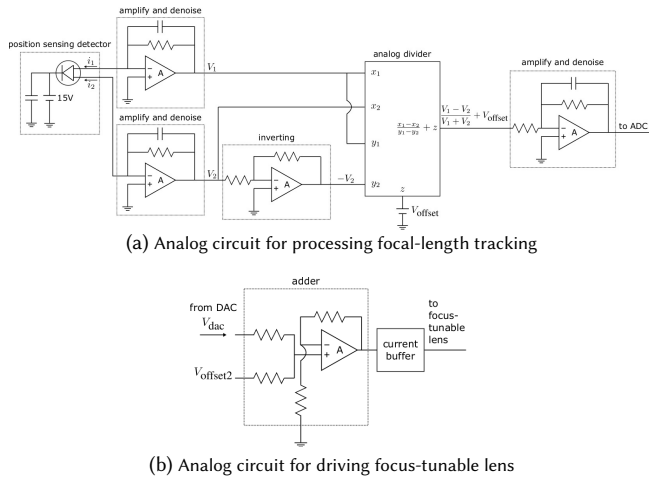 amplify and denoise
position sensing detector
i₁
i₂
15V
−
+
A
V₁
amplify and denoise
−
+
A
V₂
inverting
−
+
A
−V₂
analog divider
x₁
x₂
y₁
y₂
x₁−x₂
y₁−y₂
+ z
z
V₁ − V₂
V₁ + V₂
+ Voffset
Voffset
amplify and denoise
−
+
A
to ADC
(a) Analog circuit for processing focal-length tracking
adder
from DAC
Vdac
Voffset2
−
+
A
current
buffer
to
focus-
tunable
lens
(b) Analog circuit for driving focus-tunable lens